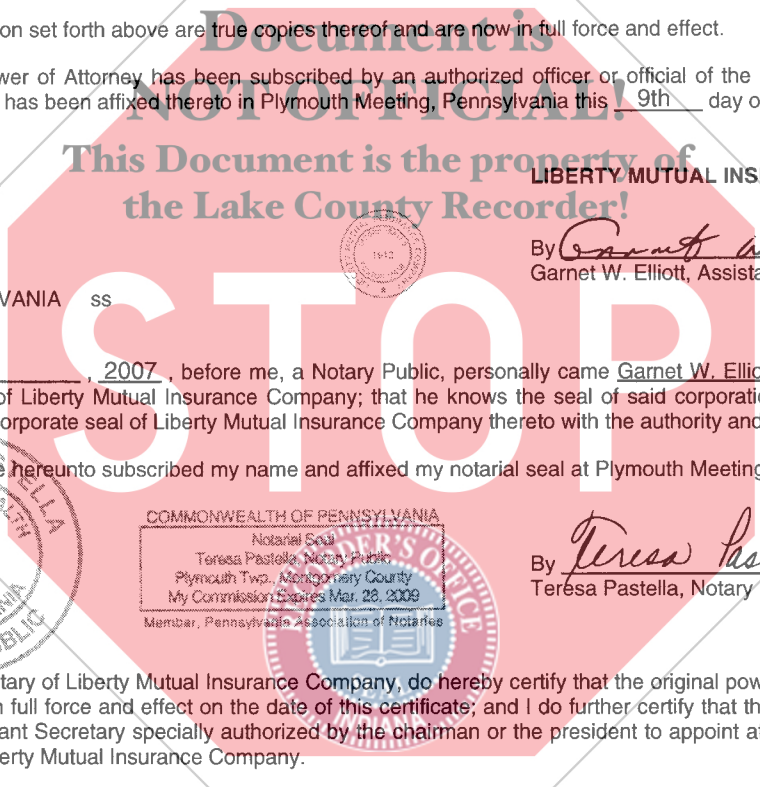 on set forth above are true copies thereof and are now in full force and effect.
Document is
wer of Attorney has been subscribed by an authorized officer or official of the
NOT OFFICIAL!
has been affixed thereto in Plymouth Meeting, Pennsylvania this 9th day o
This Document is the property of
LIBERTY MUTUAL INS
the Lake County Recorder!
1912
By Garnet W.
Garnet W. Elliott, Assista
VANIA ss
STOP
, 2007 , before me, a Notary Public, personally came Garnet W. Ellio
of Liberty Mutual Insurance Company; that he knows the seal of said corporatio
orporate seal of Liberty Mutual Insurance Company thereto with the authority and
e hereunto subscribed my name and affixed my notarial seal at Plymouth Meeting
COMMONWEALTH OF PENNSYLVANIA
Notarial Seal
Teresa Pastella, Notary Public
Plymouth Twp., Montgomery County
My Commission Expires Mar. 28, 2009
Member, Pennsylvania Association of Notaries
By Teresa Pas
Teresa Pastella, Notary
RECORDER'S OFFICE
SEAL
INDIANA
tary of Liberty Mutual Insurance Company, do hereby certify that the original pow
n full force and effect on the date of this certificate; and I do further certify that th
ant Secretary specially authorized by the chairman or the president to appoint at
erty Mutual Insurance Company.